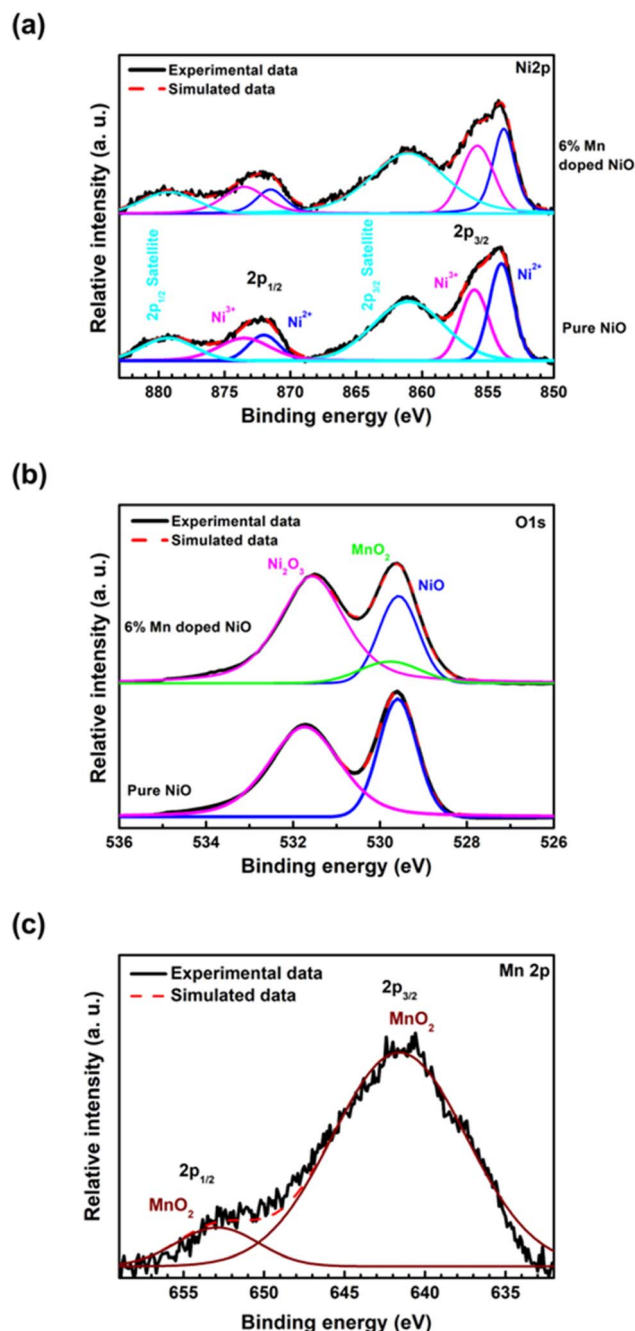 (a)
Experimental data
Simulated data
Ni2p
6% Mn
doped NiO
2p₁/₂ Satellite
2p₁/₂
Ni³⁺
Ni²⁺
2p₃/₂ Satellite
2p₃/₂
Ni³⁺
Ni²⁺
Pure NiO
Relative intensity (a. u.)
880 875 870 865 860 855 850
Binding energy (eV)
(b)
Experimental data
Simulated data
O1s
Ni₂O₃
MnO₂
NiO
6% Mn doped NiO
Pure NiO
Relative intensity (a. u.)
536 534 532 530 528 526
Binding energy (eV)
(c)
Experimental data
Simulated data
Mn 2p
2p₃/₂
MnO₂
2p₁/₂
MnO₂
Relative intensity (a. u.)
655 650 645 640 635
Binding energy (eV)